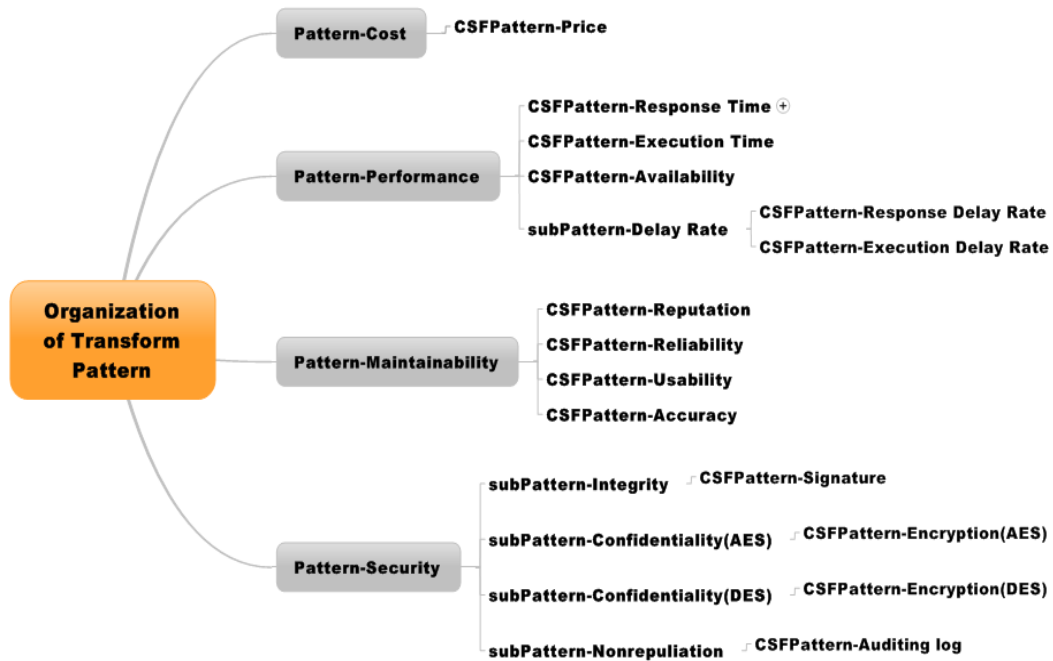 Organization
of Transform
Pattern
Pattern-Cost
CSFPattern-Price
Pattern-Performance
CSFPattern-Response Time
CSFPattern-Execution Time
CSFPattern-Availability
subPattern-Delay Rate
CSFPattern-Response Delay Rate
CSFPattern-Execution Delay Rate
Pattern-Maintainability
CSFPattern-Reputation
CSFPattern-Reliability
CSFPattern-Usability
CSFPattern-Accuracy
Pattern-Security
subPattern-Integrity
CSFPattern-Signature
subPattern-Confidentiality(AES)
CSFPattern-Encryption(AES)
subPattern-Confidentiality(DES)
CSFPattern-Encryption(DES)
subPattern-Nonrepuliation
CSFPattern-Auditing log